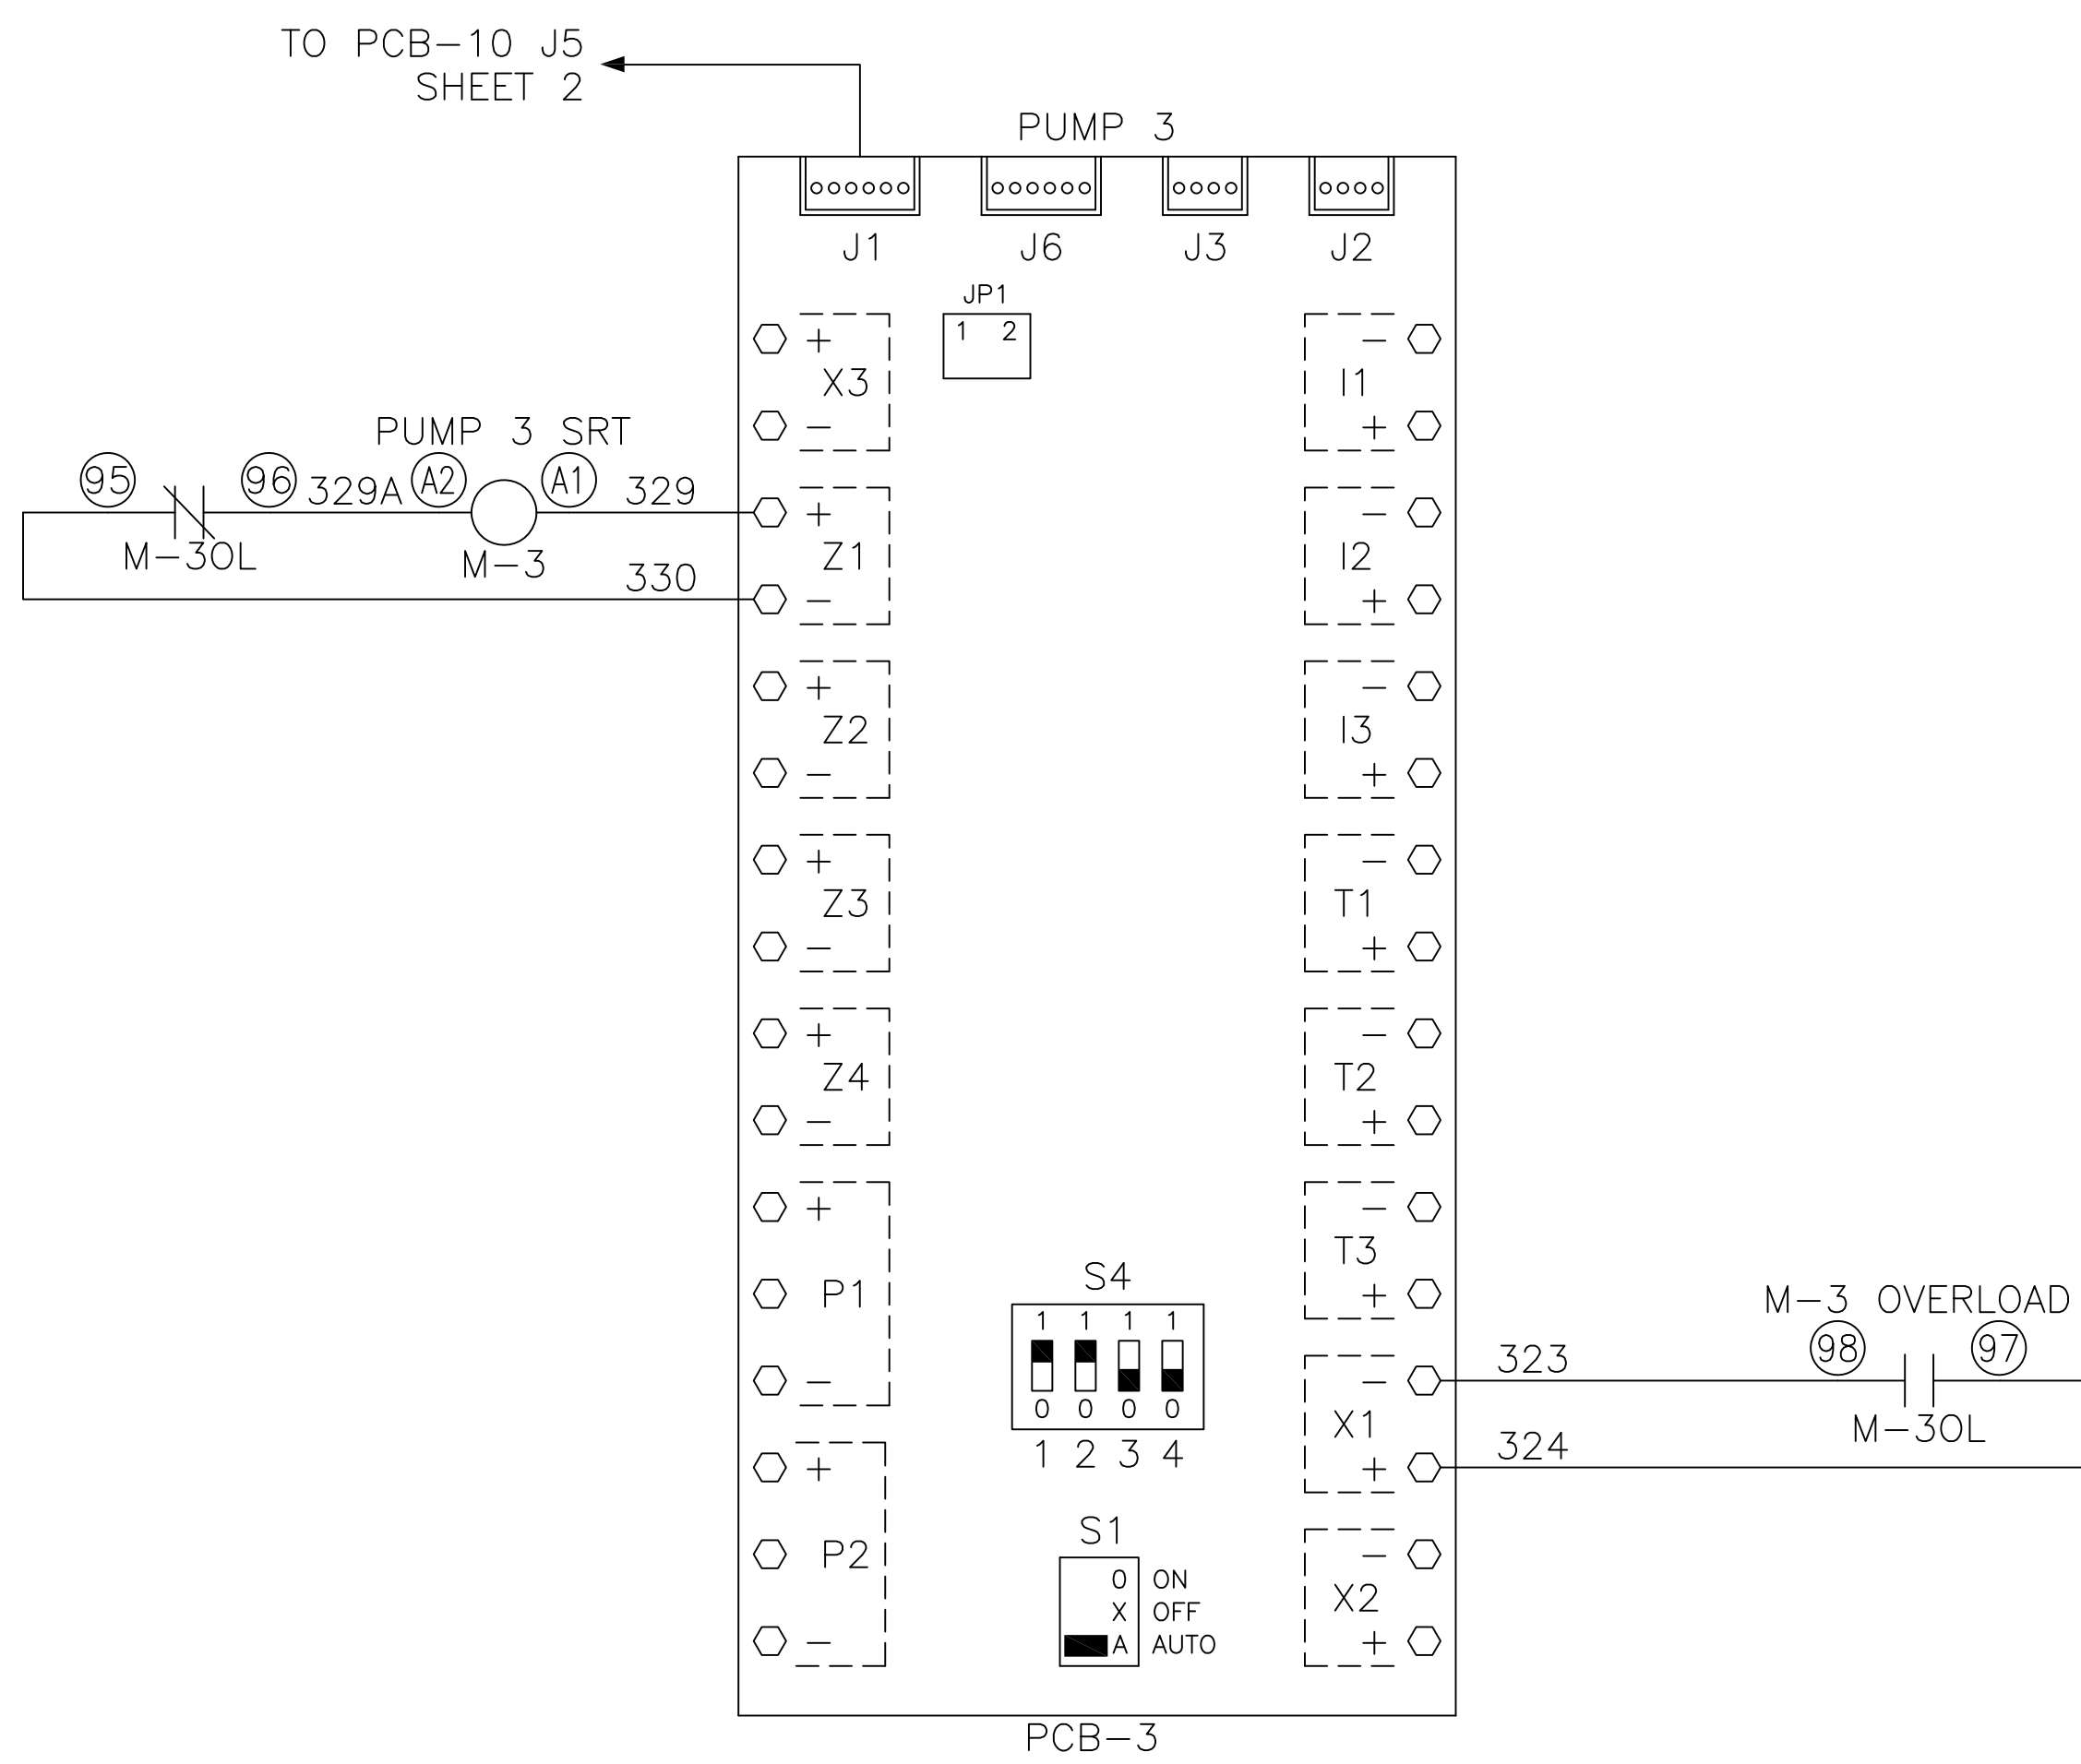 TO PCB-10 J5
SHEET 2
PUMP 3
J1 J6 J3 J2
JP1
1 2
+ -
X3 I1
- +
PUMP 3 SRT
95 96 329A A2 A1 329
+ -
M-3OL M-3 Z1 I2
330
- +
+ -
Z2 I3
- +
+ -
Z3 T1
- +
+ -
Z4 T2
- +
+ -
T3
P1 +
S4
1 1 1 1
0 0 0 0
1 2 3 4
M-3 OVERLOAD
98 97
323
- -
X1 M-3OL
324
+ +
P2
-
S1
0 ON
X OFF
A AUTO
-
X2
+
PCB-3